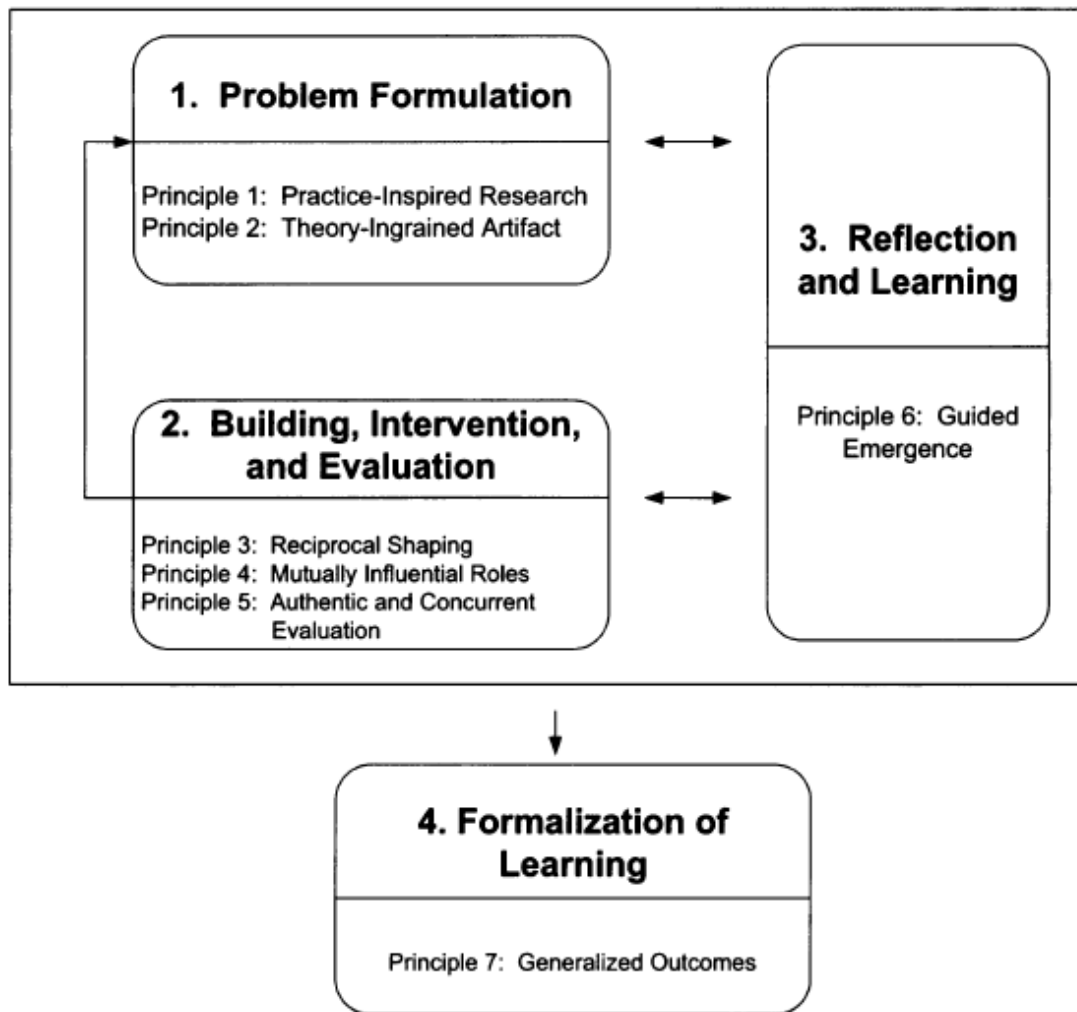 1. Problem Formulation
Principle 1: Practice-Inspired Research
Principle 2: Theory-Ingrained Artifact
2. Building, Intervention,
and Evaluation
Principle 3: Reciprocal Shaping
Principle 4: Mutually Influential Roles
Principle 5: Authentic and Concurrent
Evaluation
3. Reflection
and Learning
Principle 6: Guided
Emergence
4. Formalization of
Learning
Principle 7: Generalized Outcomes